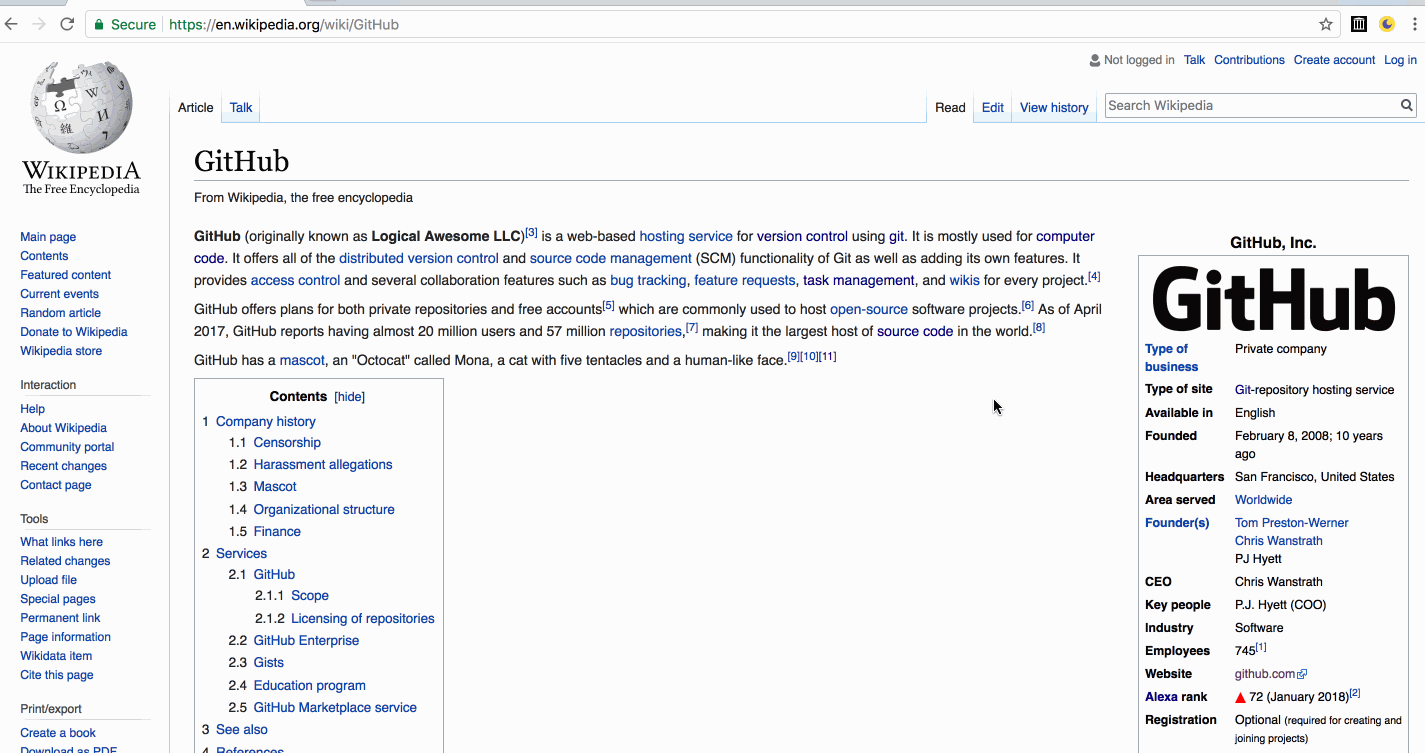 Secure https://en.wikipedia.org/wiki/GitHub
Not logged in Talk Contributions Create account Log in
Article Talk Read Edit View history Search Wikipedia
WIKIPEDIA
The Free Encyclopedia
Main page
Contents
Featured content
Current events
Random article
Donate to Wikipedia
Wikipedia store
Interaction
Help
About Wikipedia
Community portal
Recent changes
Contact page
Tools
What links here
Related changes
Upload file
Special pages
Permanent link
Page information
Wikidata item
Cite this page
Print/export
Create a book
Download as PDF
GitHub
From Wikipedia, the free encyclopedia
GitHub (originally known as Logical Awesome LLC)[3] is a web-based hosting service for version control using git. It is mostly used for computer
code. It offers all of the distributed version control and source code management (SCM) functionality of Git as well as adding its own features. It
provides access control and several collaboration features such as bug tracking, feature requests, task management, and wikis for every project.[4]
GitHub offers plans for both private repositories and free accounts[5] which are commonly used to host open-source software projects.[6] As of April
2017, GitHub reports having almost 20 million users and 57 million repositories,[7] making it the largest host of source code in the world.[8]
GitHub has a mascot, an "Octocat" called Mona, a cat with five tentacles and a human-like face.[9][10][11]
Contents [hide]
1 Company history
1.1 Censorship
1.2 Harassment allegations
1.3 Mascot
1.4 Organizational structure
1.5 Finance
2 Services
2.1 GitHub
2.1.1 Scope
2.1.2 Licensing of repositories
2.2 GitHub Enterprise
2.3 Gists
2.4 Education program
2.5 GitHub Marketplace service
3 See also
4 References
GitHub, Inc.
GitHub
Type of Private company
business
Type of site Git-repository hosting service
Available in English
Founded February 8, 2008; 10 years
ago
Headquarters San Francisco, United States
Area served Worldwide
Founder(s) Tom Preston-Werner
Chris Wanstrath
PJ Hyett
CEO Chris Wanstrath
Key people P.J. Hyett (COO)
Industry Software
Employees 745[1]
Website github.com
Alexa rank ▲ 72 (January 2018)[2]
Registration Optional (required for creating and
joining projects)